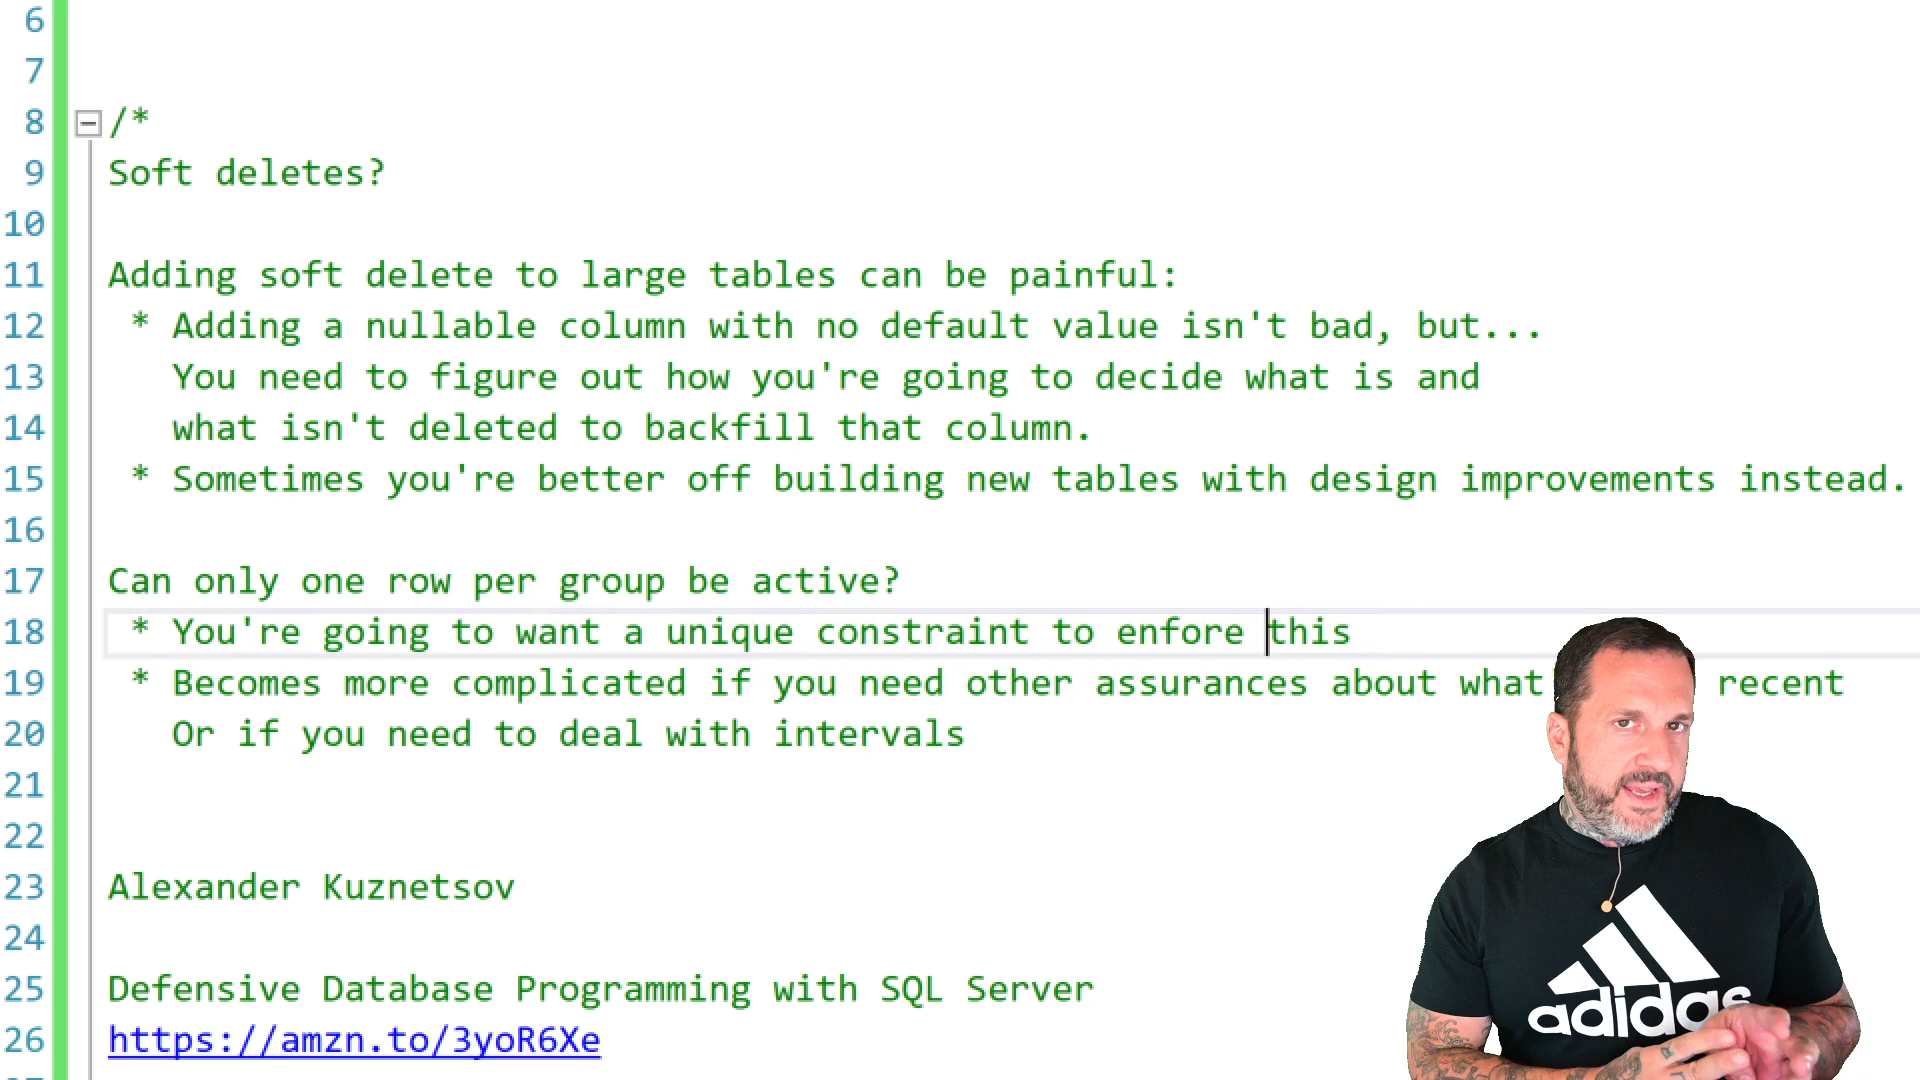 6
7
8 /*
9 Soft deletes?
10
11 Adding soft delete to large tables can be painful:
12 * Adding a nullable column with no default value isn't bad, but...
13 You need to figure out how you're going to decide what is and
14 what isn't deleted to backfill that column.
15 * Sometimes you're better off building new tables with design improvements instead.
16
17 Can only one row per group be active?
18 * You're going to want a unique constraint to enfore this
19 * Becomes more complicated if you need other assurances about what recent
20 Or if you need to deal with intervals
21
22
23 Alexander Kuznetsov
24
25 Defensive Database Programming with SQL Server
26 https://amzn.to/3yoR6Xe
adidas